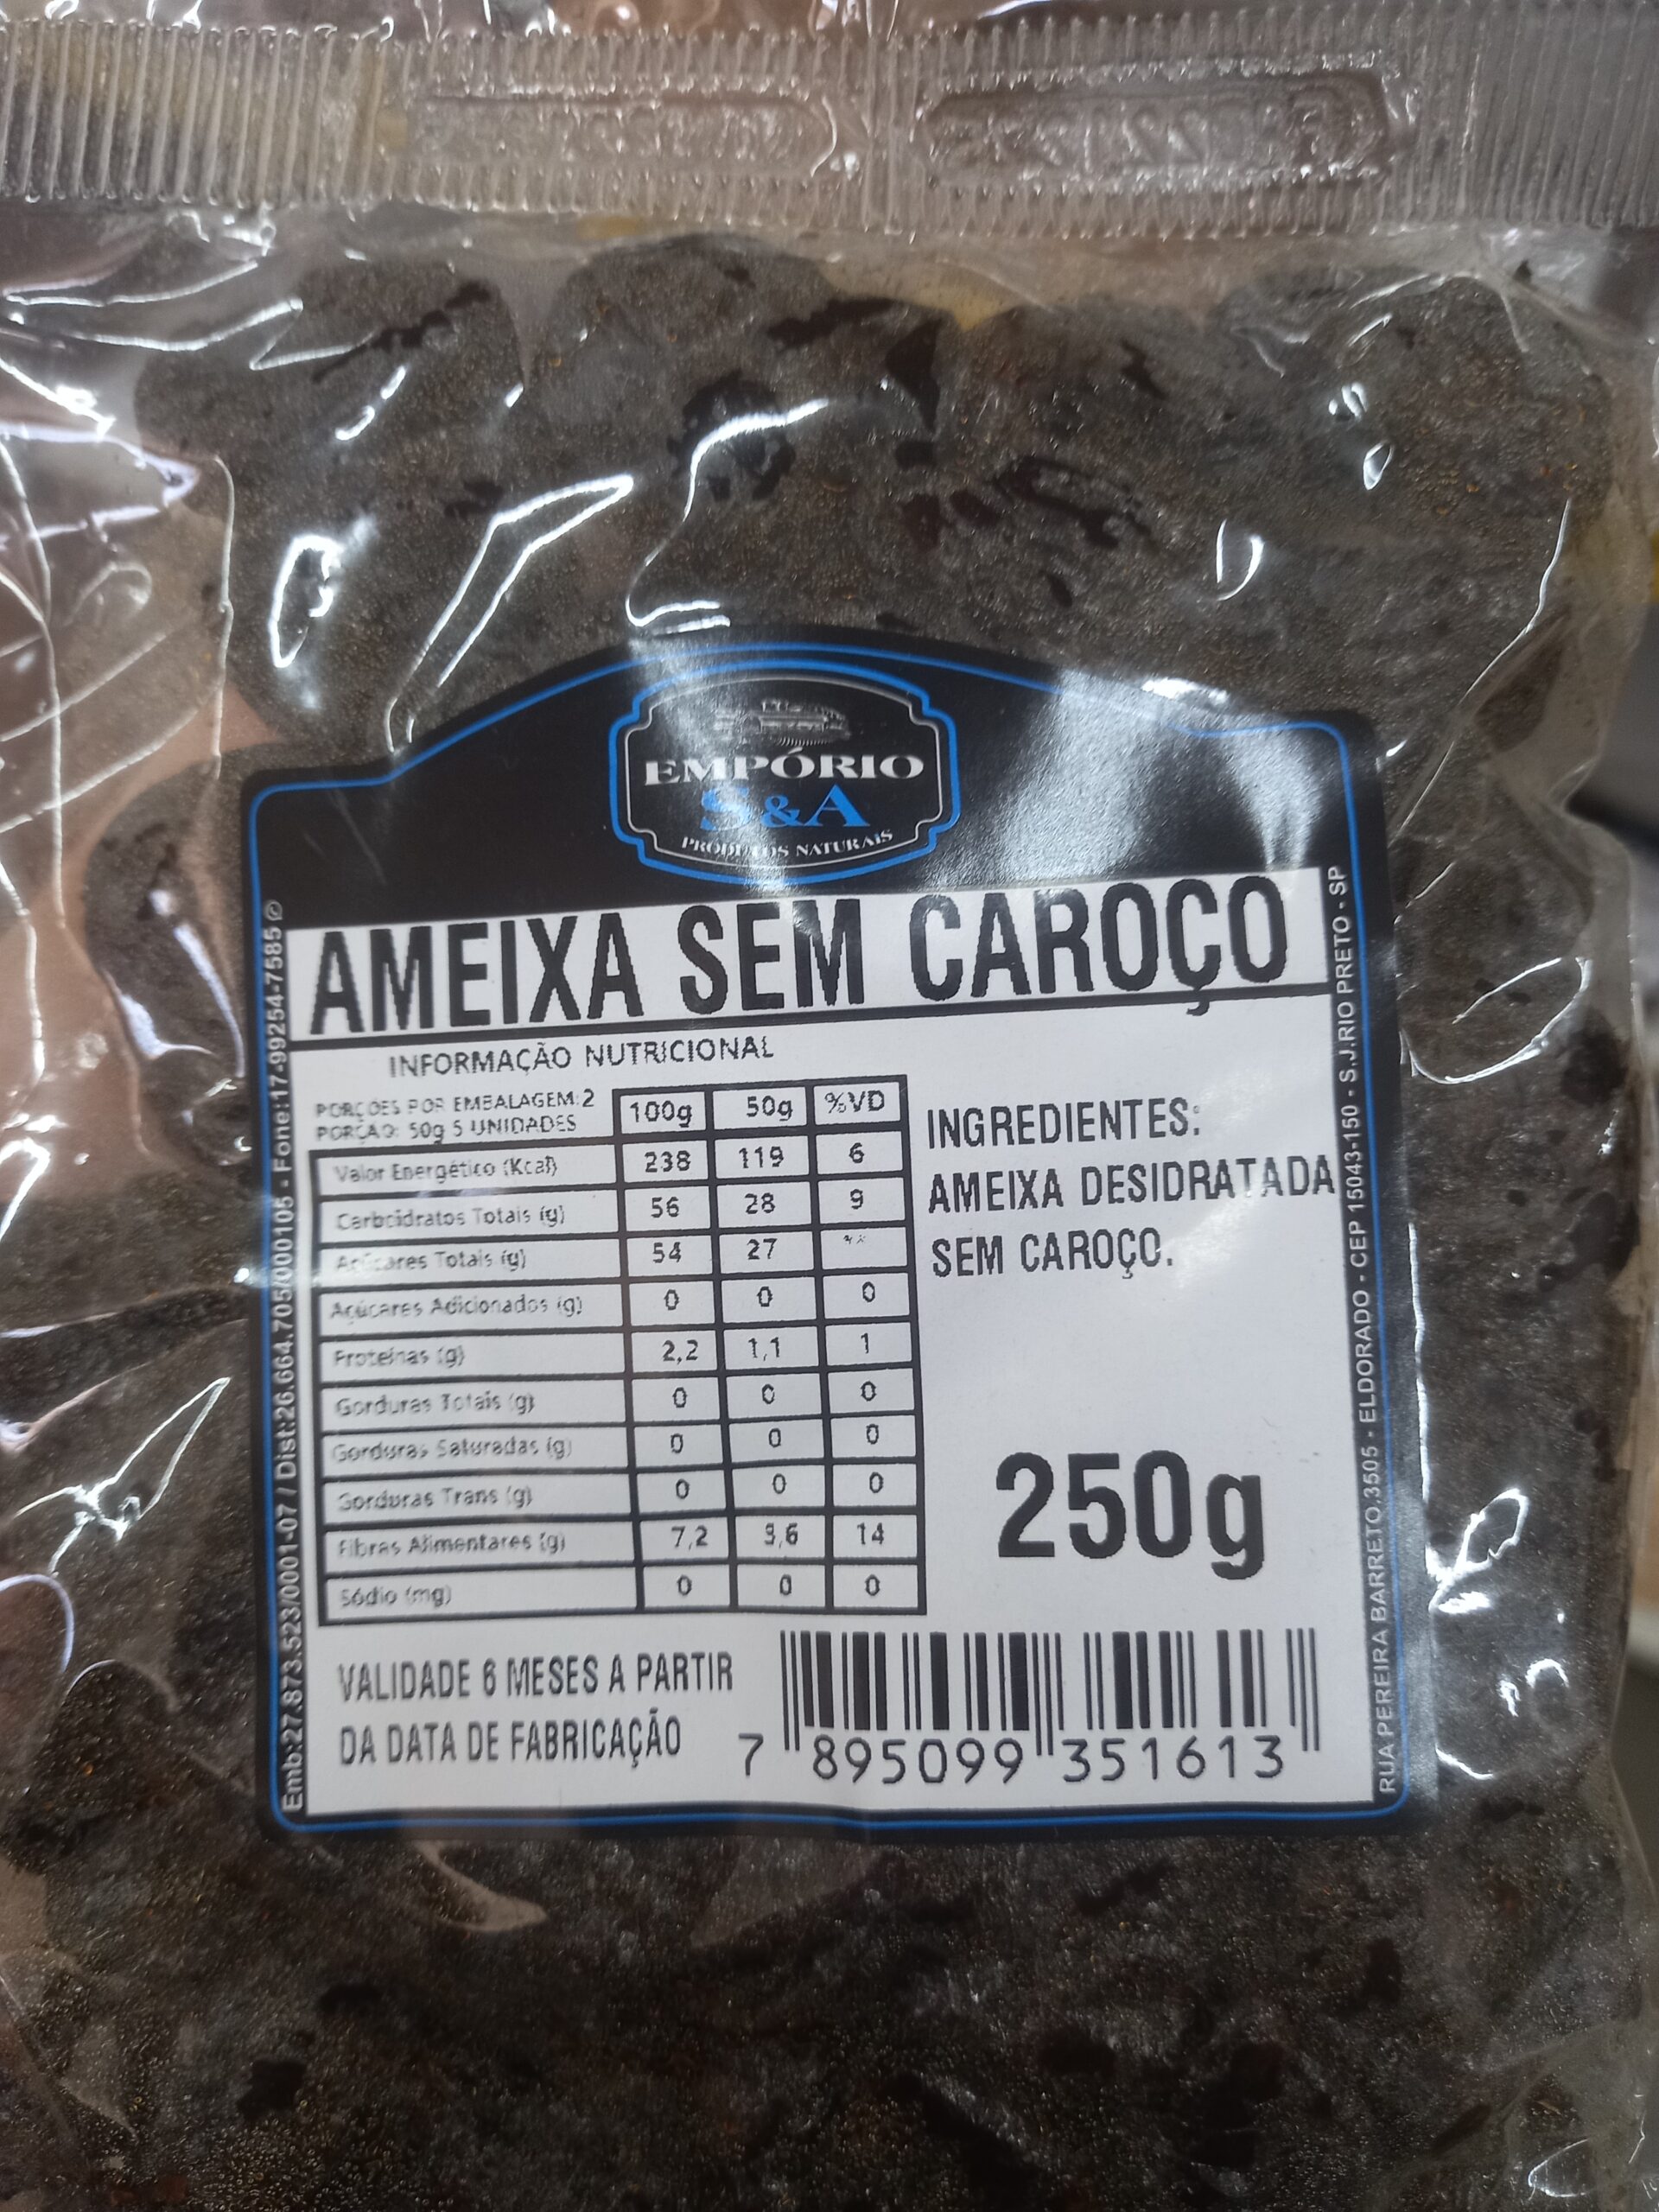 EMPÓRIO
S&A
PRODUTOS NATURAIS
AMEIXA SEM CAROÇO
INFORMAÇÃO NUTRICIONAL
PORÇOES POR EMBALAGEM:2
PORÇAO: 50g 5 UNIDADES
100g 50g %VD
Valor Energético (Kcal) 238 119 6
Carboidratos Totais (g) 56 28 9
Açúcares Totais (g) 54 27 **
Açúcares Adicionados (g) 0 0 0
Proteínas (g) 2,2 1,1 1
Gorduras Totais (g) 0 0 0
Gorduras Saturadas (g) 0 0 0
Gorduras Trans (g) 0 0 0
Fibras Alimentares (g) 7,2 3,6 14
Sódio (mg) 0 0 0
INGREDIENTES:
AMEIXA DESIDRATADA
SEM CAROÇO.
250g
VALIDADE 6 MESES A PARTIR
DA DATA DE FABRICAÇÃO
7 895099 351613
Emb:27.873.523/0001-07 / Dist:26.664.705/000105 - Fone:17-99254-7585
RUA PEREIRA BARRETO,3505 - ELDORADO - CEP 15043-150 - S.J.RIO PRETO - SP